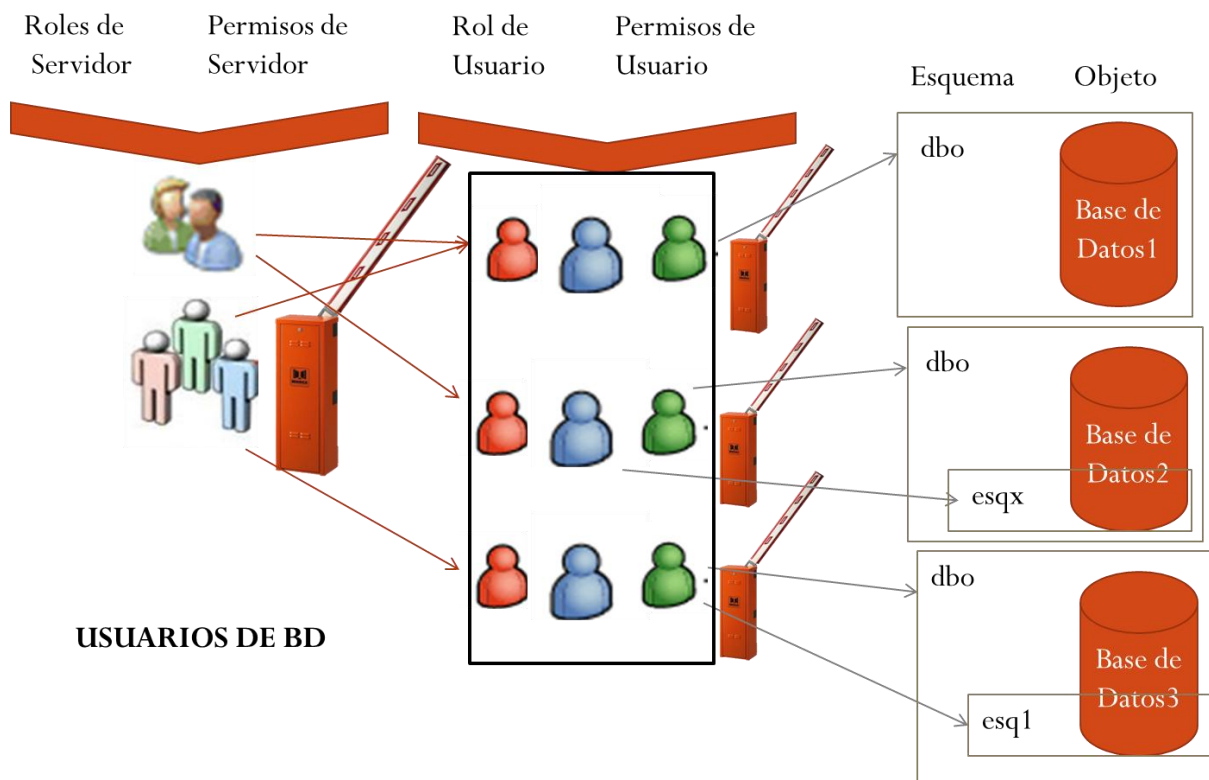 Roles de
Servidor
Permisos de
Servidor
Rol de
Usuario
Permisos de
Usuario
Esquema
Objeto
dbo
Base de
Datos1
dbo
Base de
Datos2
esqx
dbo
Base de
Datos3
esq1
USUARIOS DE BD